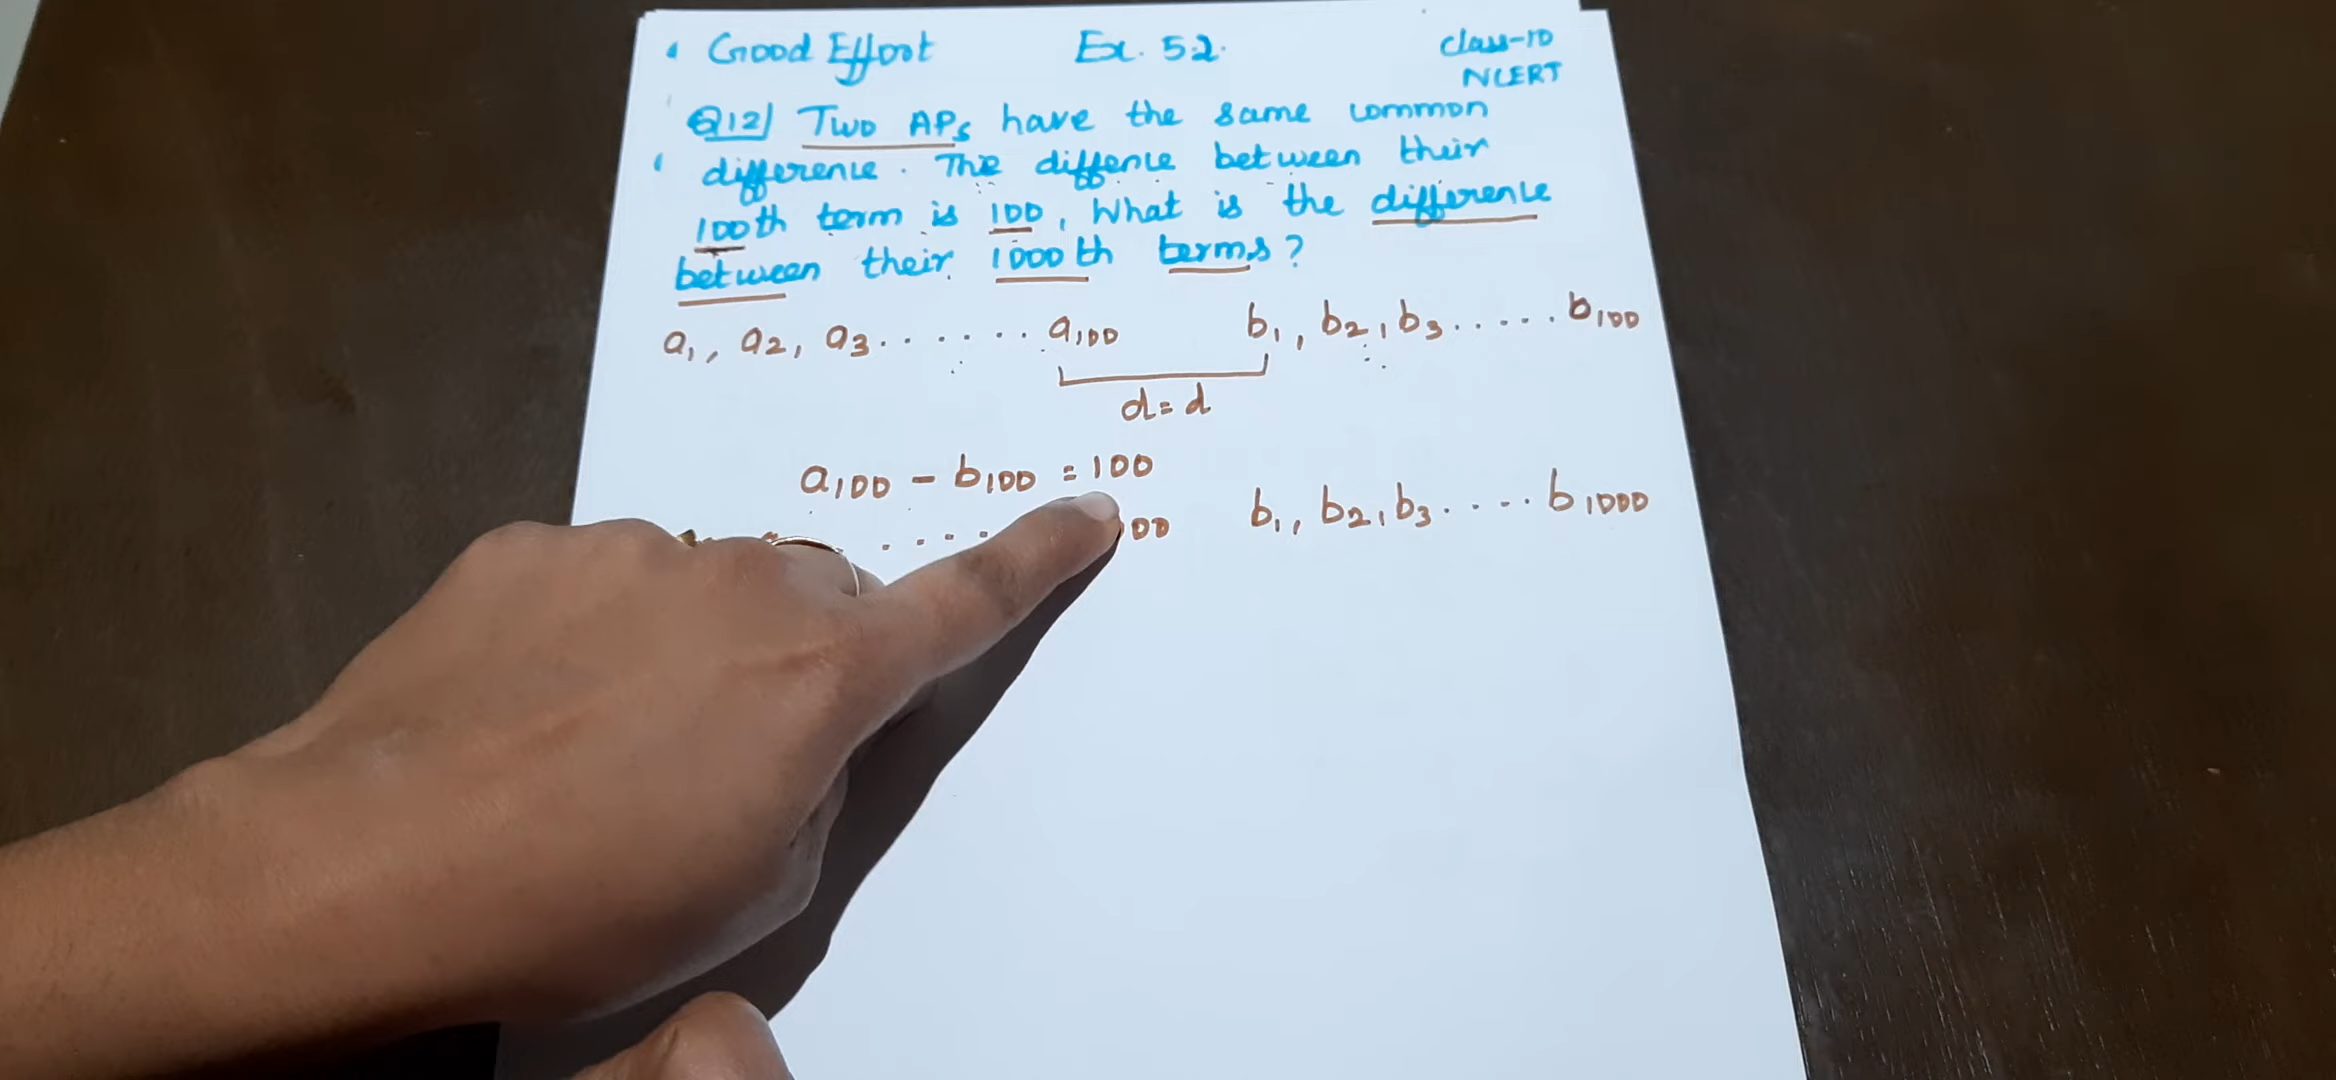 Good Effort Ex. 5.2. Class-10
NCERT
Q12) Two APs have the same common
difference. The diffence between their
100th term is 100, What is the difference
between their 1000th terms?
a1, a2, a3....... a100 b1, b2, b3..... b100
d=d
a100 - b100 = 100
b1, b2, b3.... b1000